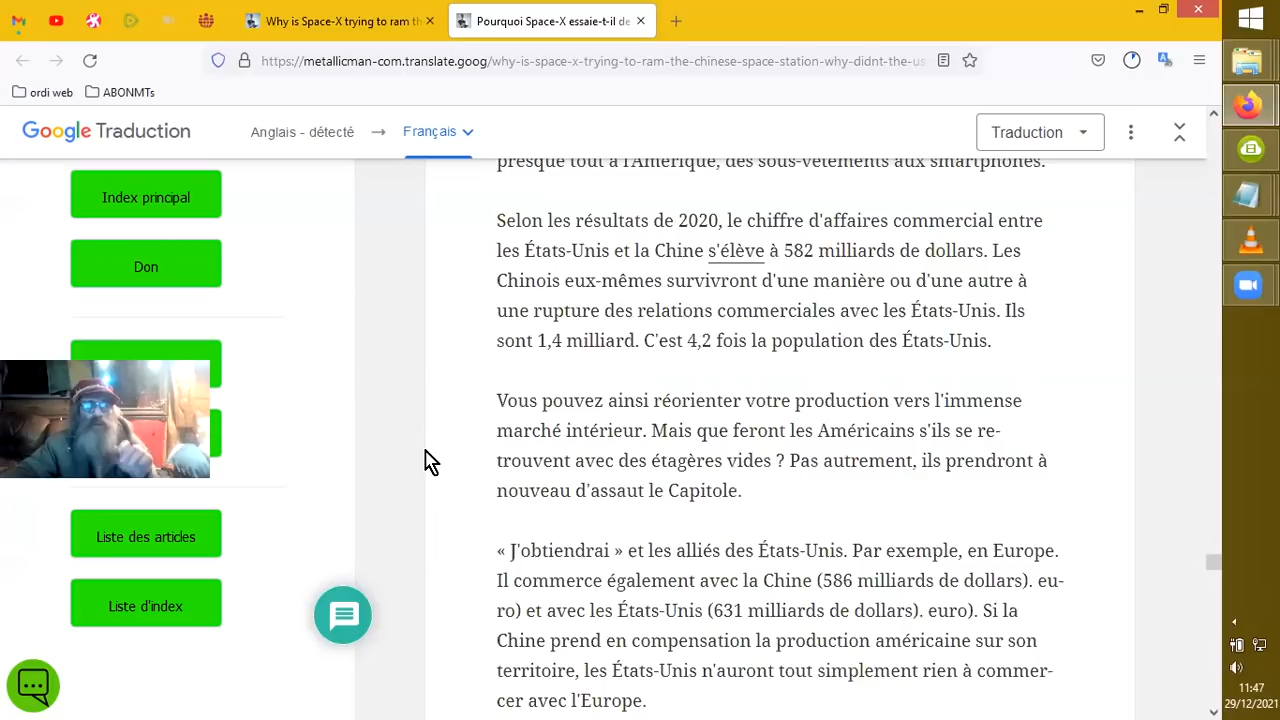 Why is Space-X trying to ram th
Pourquoi Space-X essaie-t-il de
https://metallicman-com.translate.goog/why-is-space-x-trying-to-ram-the-chinese-space-station-why-didnt-the-us
ordi web
ABONMTs
Google Traduction
Anglais - détecté → Français
Traduction
Index principal
Don
Liste des articles
Liste d'index
presque tout à l'Amérique, des sous-vêtements aux smartphones.
Selon les résultats de 2020, le chiffre d'affaires commercial entre
les États-Unis et la Chine s'élève à 582 milliards de dollars. Les
Chinois eux-mêmes survivront d'une manière ou d'une autre à
une rupture des relations commerciales avec les États-Unis. Ils
sont 1,4 milliard. C'est 4,2 fois la population des États-Unis.
Vous pouvez ainsi réorienter votre production vers l'immense
marché intérieur. Mais que feront les Américains s'ils se re-
trouvent avec des étagères vides ? Pas autrement, ils prendront à
nouveau d'assaut le Capitole.
« J'obtiendrai » et les alliés des États-Unis. Par exemple, en Europe.
Il commerce également avec la Chine (586 milliards de dollars). eu-
ro) et avec les États-Unis (631 milliards de dollars). euro). Si la
Chine prend en compensation la production américaine sur son
territoire, les États-Unis n'auront tout simplement rien à commer-
cer avec l'Europe.
11:47
29/12/2021